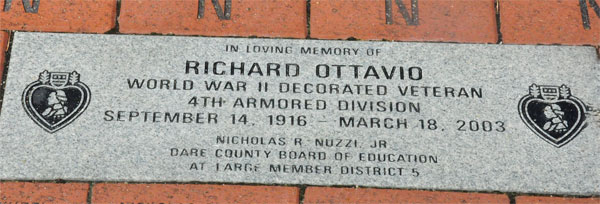 N N N
IN LOVING MEMORY OF
RICHARD OTTAVIO
WORLD WAR II DECORATED VETERAN
4TH ARMORED DIVISION
SEPTEMBER 14, 1916 - MARCH 18, 2003
NICHOLAS R. NUZZI, JR.
DARE COUNTY BOARD OF EDUCATION
AT LARGE MEMBER DISTRICT 5